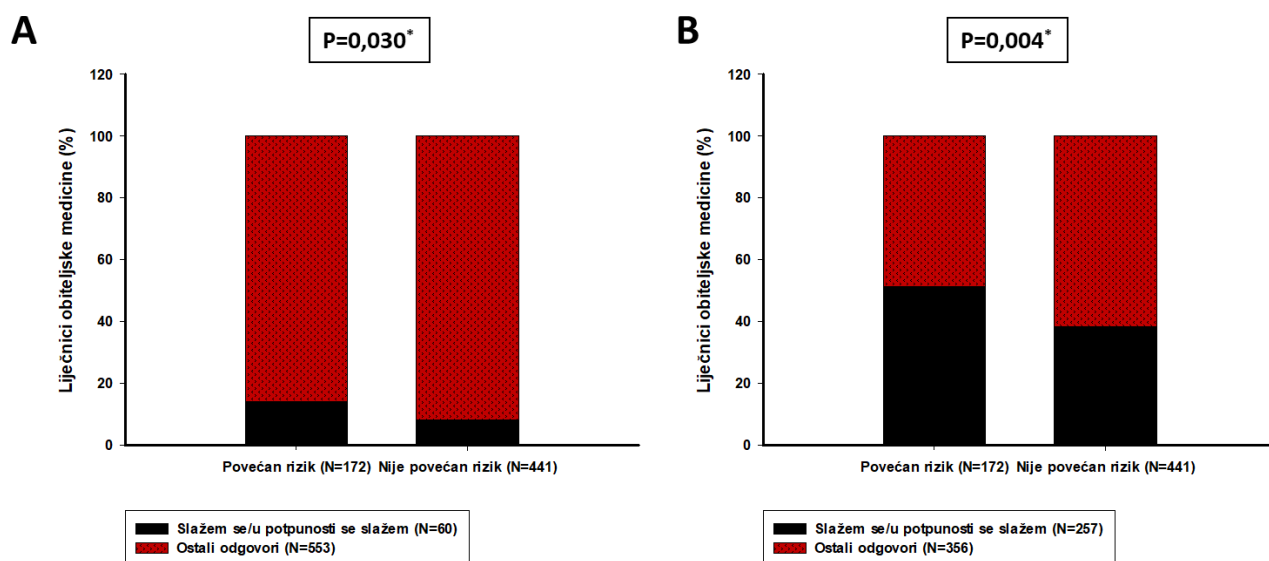 A
P=0,030*
Liječnici obiteljske medicine (%)
120
100
80
60
40
20
0
Povećan rizik (N=172) Nije povećan rizik (N=441)
Slažem se/u potpunosti se slažem (N=60)
Ostali odgovori (N=553)
B
P=0,004*
Liječnici obiteljske medicine (%)
120
100
80
60
40
20
0
Povećan rizik (N=172) Nije povećan rizik (N=441)
Slažem se/u potpunosti se slažem (N=257)
Ostali odgovori (N=356)